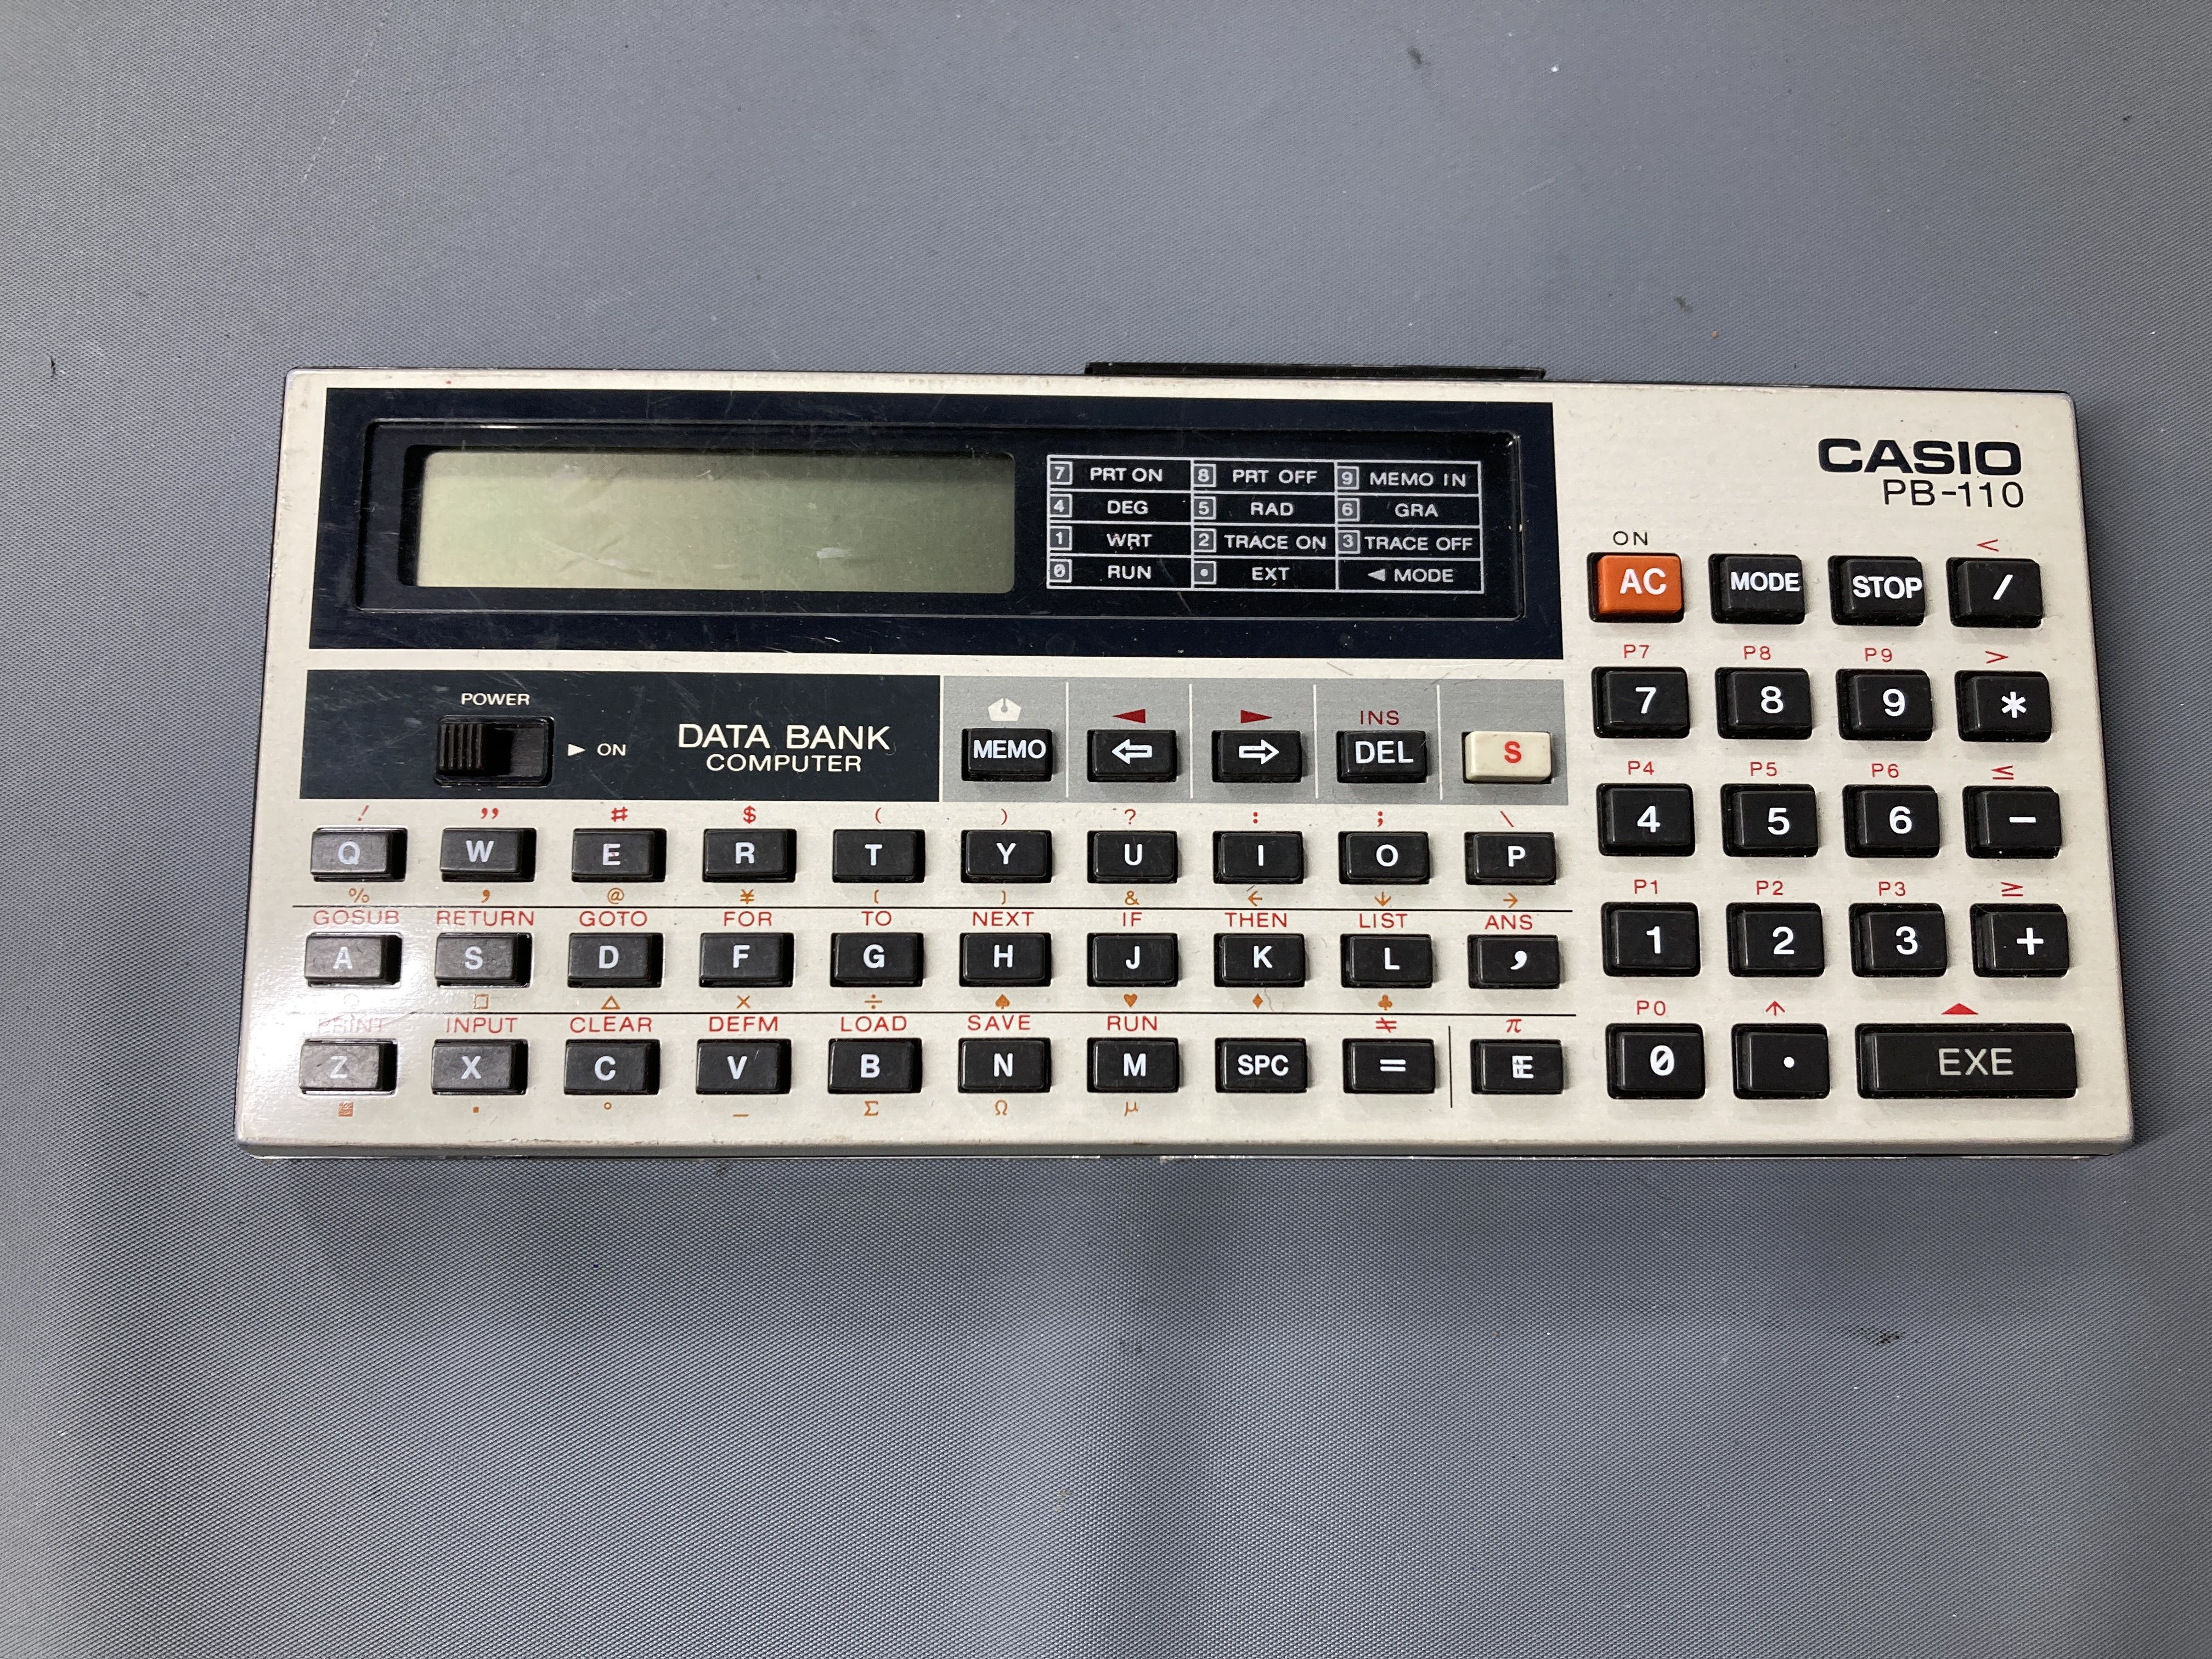 CASIO
PB-110
7 PRT ON 8 PRT OFF 9 MEMO IN
4 DEG 5 RAD 6 GRA
1 WRT 2 TRACE ON 3 TRACE OFF
0 RUN • EXT ◀ MODE
ON <
AC MODE STOP /
POWER
▶ ON
DATA BANK
COMPUTER
◀ ▶ INS
MEMO ⇦ ⇨ DEL S
P7 P8 P9 >
7 8 9 *
P4 P5 P6 ≤
4 5 6 −
P1 P2 P3 ≥
1 2 3 +
P0 ↑ ▲
0 • EXE
! " # $ ( ) ? : ; \
Q W E R T Y U I O P
% ' @ ¥ [ ] & ← ↓ →
GOSUB RETURN GOTO FOR TO NEXT IF THEN LIST ANS
A S D F G H J K L ,
○ □ △ × ÷ ♠ ♥ ♦ ♣
PRINT INPUT CLEAR DEFM LOAD SAVE RUN ≠ π
Z X C V B N M SPC = E
▒ ▪ ° _ Σ Ω μ